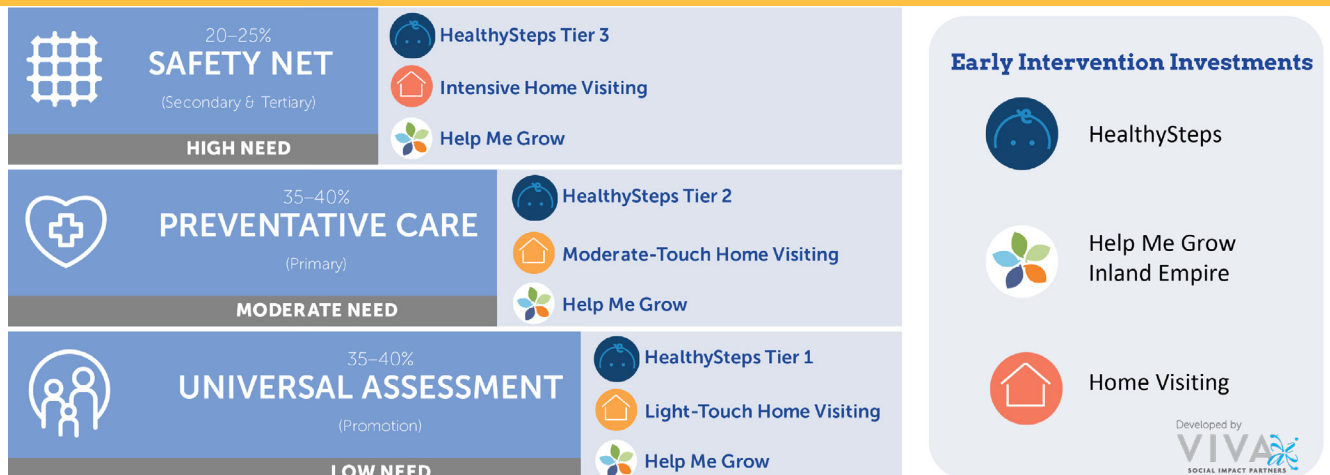 20–25%
SAFETY NET
(Secondary & Tertiary)
HIGH NEED
HealthySteps Tier 3
Intensive Home Visiting
Help Me Grow
35–40%
PREVENTATIVE CARE
(Primary)
MODERATE NEED
HealthySteps Tier 2
Moderate-Touch Home Visiting
Help Me Grow
35–40%
UNIVERSAL ASSESSMENT
(Promotion)
LOW NEED
HealthySteps Tier 1
Light-Touch Home Visiting
Help Me Grow
Early Intervention Investments
HealthySteps
Help Me Grow
Inland Empire
Home Visiting
Developed by
VIVA
SOCIAL IMPACT PARTNERS